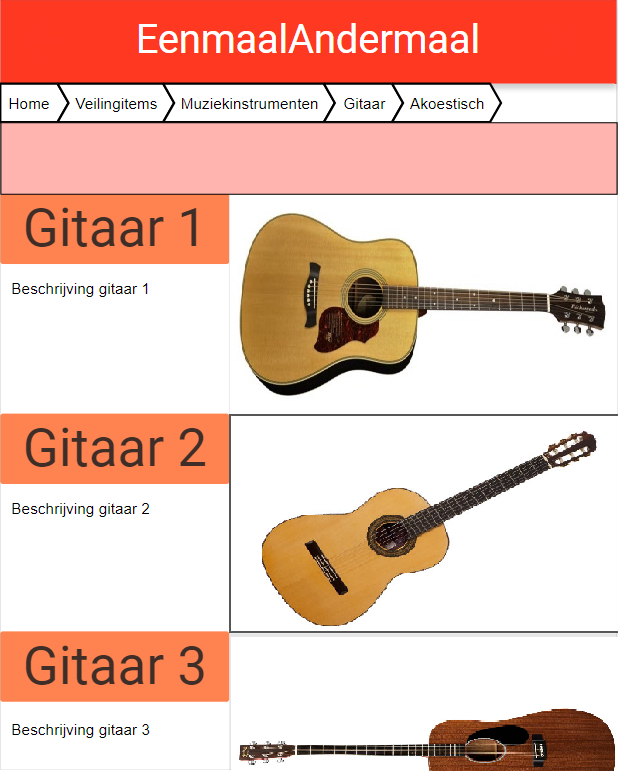 EenmaalAndermaal
Home Veilingitems Muziekinstrumenten Gitaar Akoestisch
Gitaar 1
Beschrijving gitaar 1
Gitaar 2
Beschrijving gitaar 2
Gitaar 3
Beschrijving gitaar 3